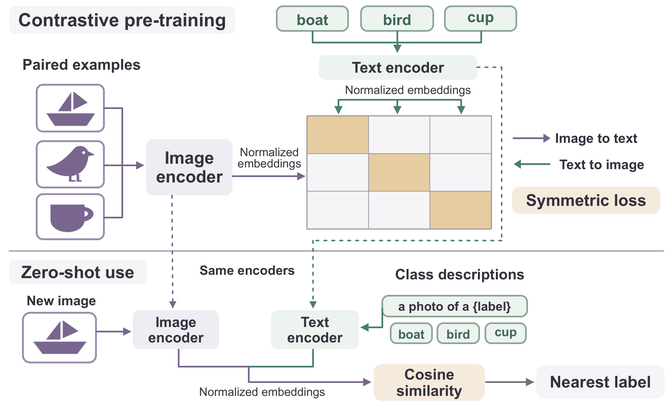 Contrastive pre-training
boat
bird
cup
Paired examples
Text encoder
Normalized embeddings
Image
encoder
Normalized
embeddings
Image to text
Text to image
Symmetric loss
Zero-shot use
Same encoders
Class descriptions
New image
a photo of a {label}
Image
encoder
Text
encoder
boat
bird
cup
Normalized embeddings
Cosine
similarity
Nearest label